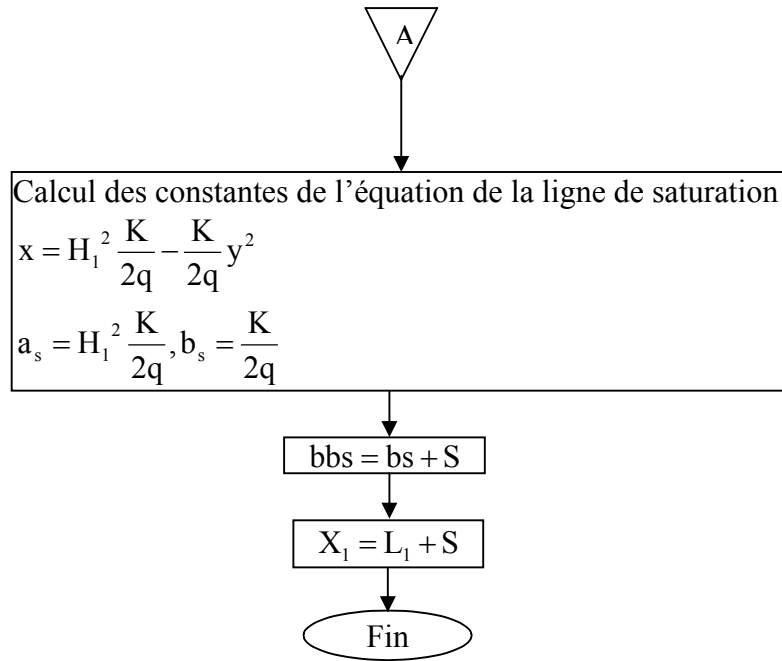 A
Calcul des constantes de l'équation de la ligne de saturation
x = H₁² K/2q − K/2q y²
aₛ = H₁² K/2q , bₛ = K/2q
bbs = bs + S
X₁ = L₁ + S
Fin